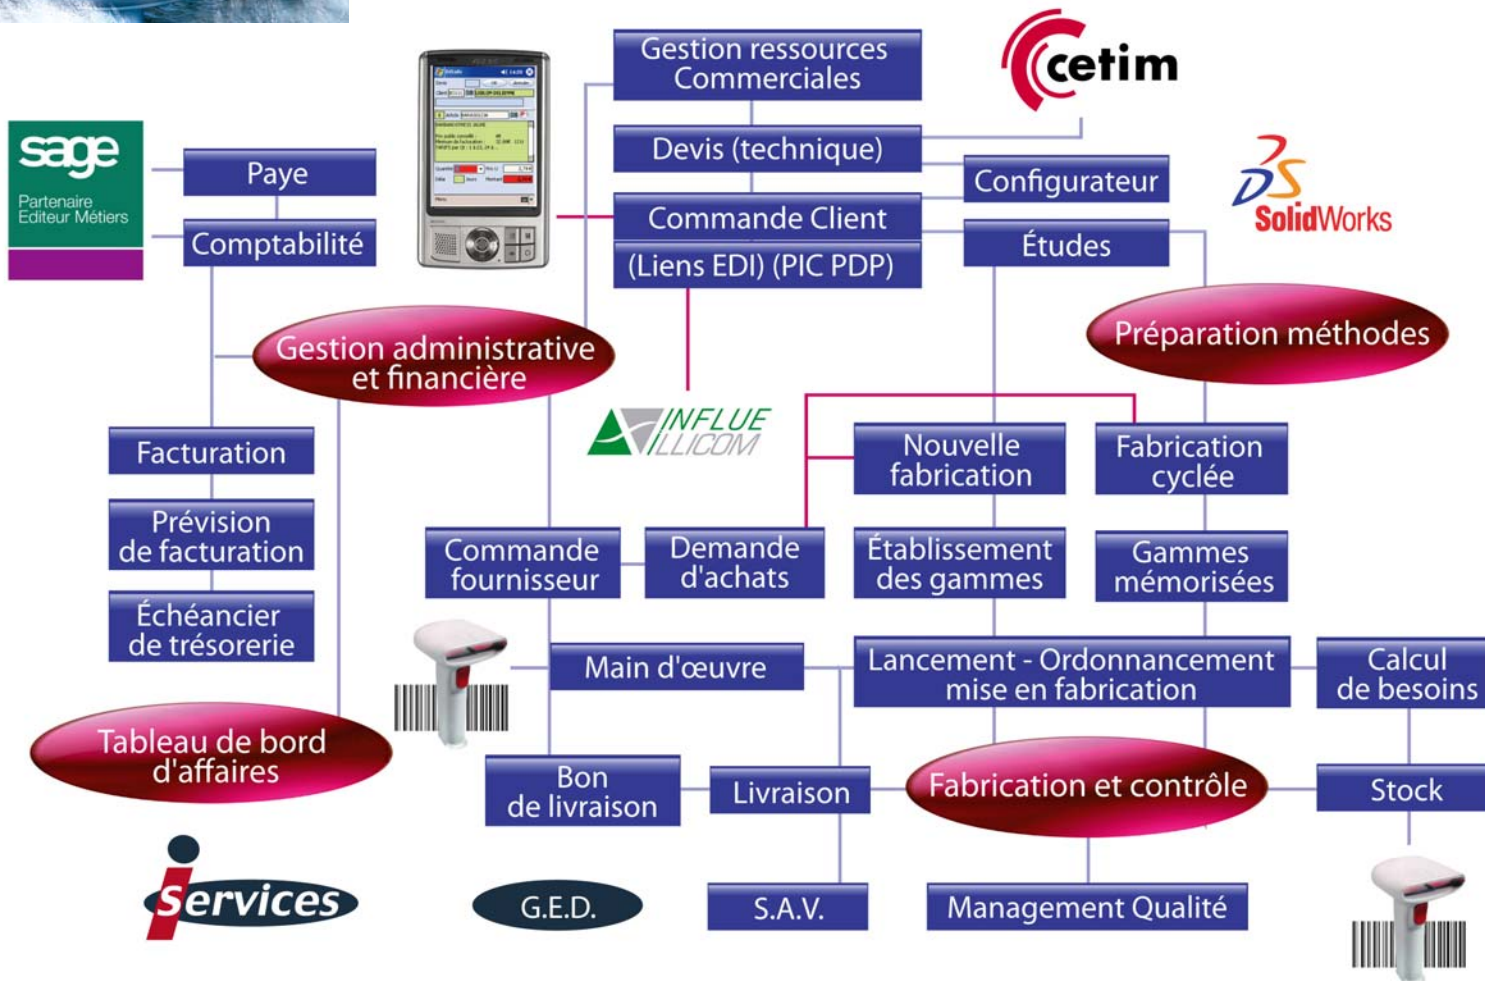 Gestion ressources
Commerciales
cetim
Devis (technique)
Configurateur
sage
Partenaire
Editeur Métiers
Paye
Comptabilité
Commande Client
(Liens EDI) (PIC PDP)
Études
SolidWorks
Gestion administrative
et financière
Préparation méthodes
INFLUE
ILLICOM
Facturation
Nouvelle
fabrication
Fabrication
cyclée
Prévision
de facturation
Commande
fournisseur
Demande
d'achats
Établissement
des gammes
Gammes
mémorisées
Échéancier
de trésorerie
Main d'œuvre
Lancement - Ordonnancement
mise en fabrication
Calcul
de besoins
Tableau de bord
d'affaires
Bon
de livraison
Livraison
Fabrication et contrôle
Stock
iServices
G.E.D.
S.A.V.
Management Qualité